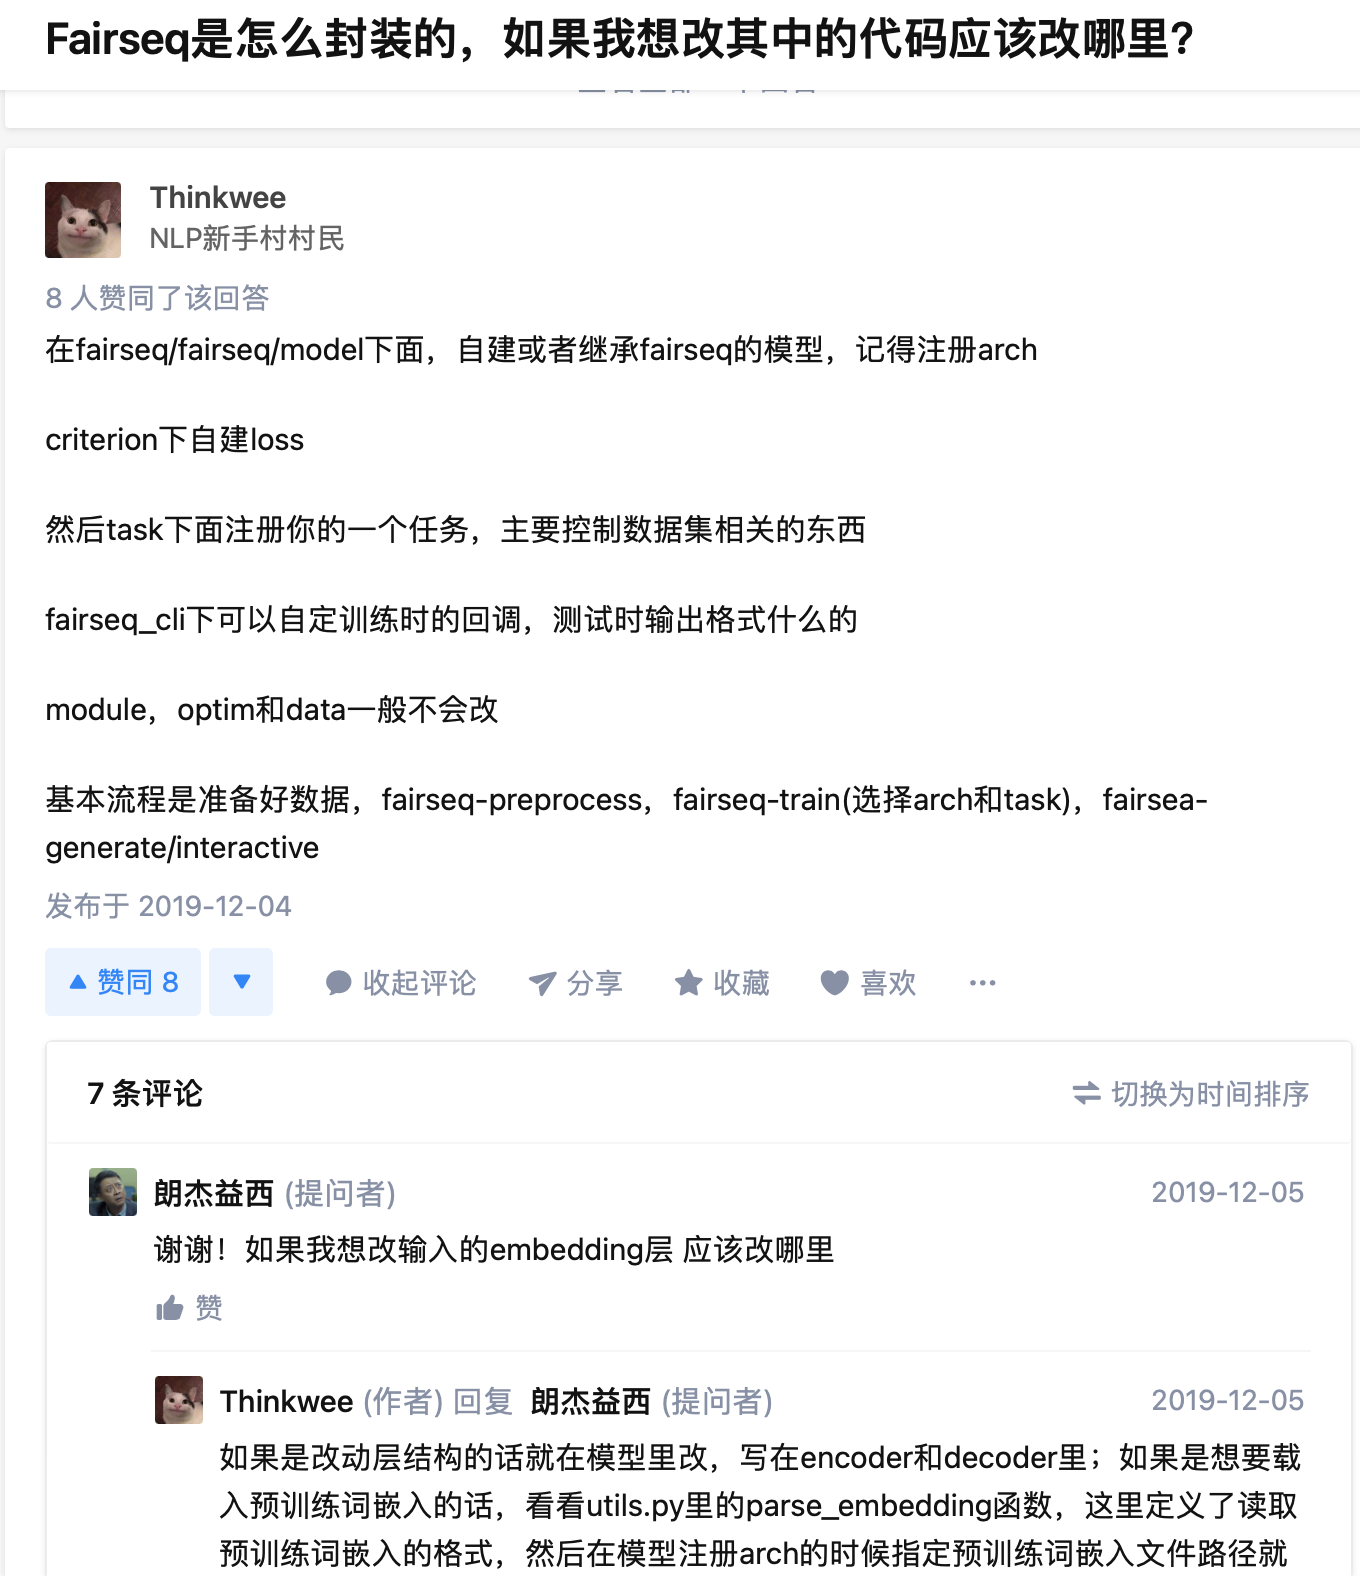 Fairseq是怎么封装的，如果我想改其中的代码应该改哪里？
Thinkwee
NLP新手村村民
8 人赞同了该回答
在fairseq/fairseq/model下面，自建或者继承fairseq的模型，记得注册arch
criterion下自建loss
然后task下面注册你的一个任务，主要控制数据集相关的东西
fairseq_cli下可以自定训练时的回调，测试时输出格式什么的
module，optim和data一般不会改
基本流程是准备好数据，fairseq-preprocess，fairseq-train(选择arch和task)，fairsea-
generate/interactive
发布于 2019-12-04
赞同 8 收起评论 分享 收藏 喜欢 ···
7 条评论 切换为时间排序
朗杰益西 (提问者) 2019-12-05
谢谢！如果我想改输入的embedding层 应该改哪里
赞
Thinkwee (作者) 回复 朗杰益西 (提问者) 2019-12-05
如果是改动层结构的话就在模型里改，写在encoder和decoder里；如果是想要载
入预训练词嵌入的话，看看utils.py里的parse_embedding函数，这里定义了读取
预训练词嵌入的格式，然后在模型注册arch的时候指定预训练词嵌入文件路径就